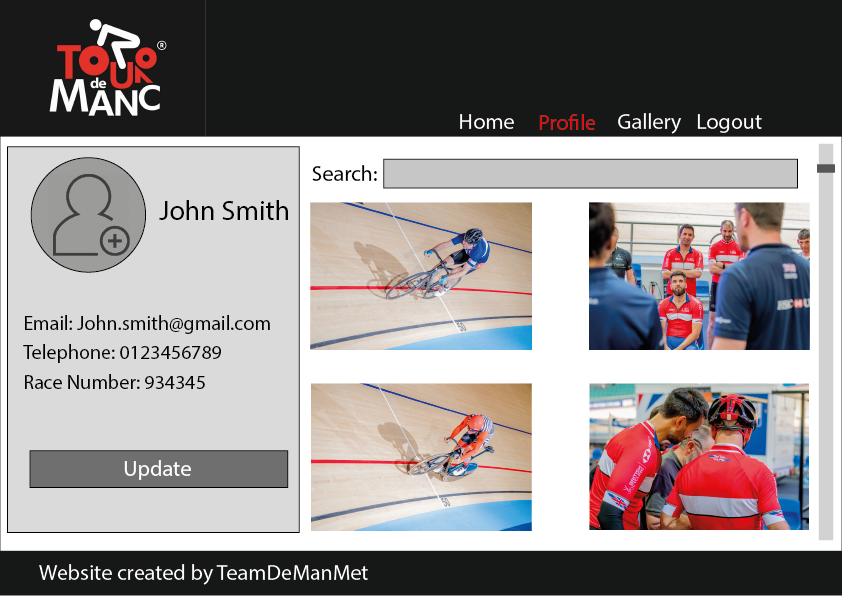 TOUR
de
MANC
®
Home Profile Gallery Logout
John Smith
Email: John.smith@gmail.com
Telephone: 0123456789
Race Number: 934345
Update
Search:
Website created by TeamDeManMet